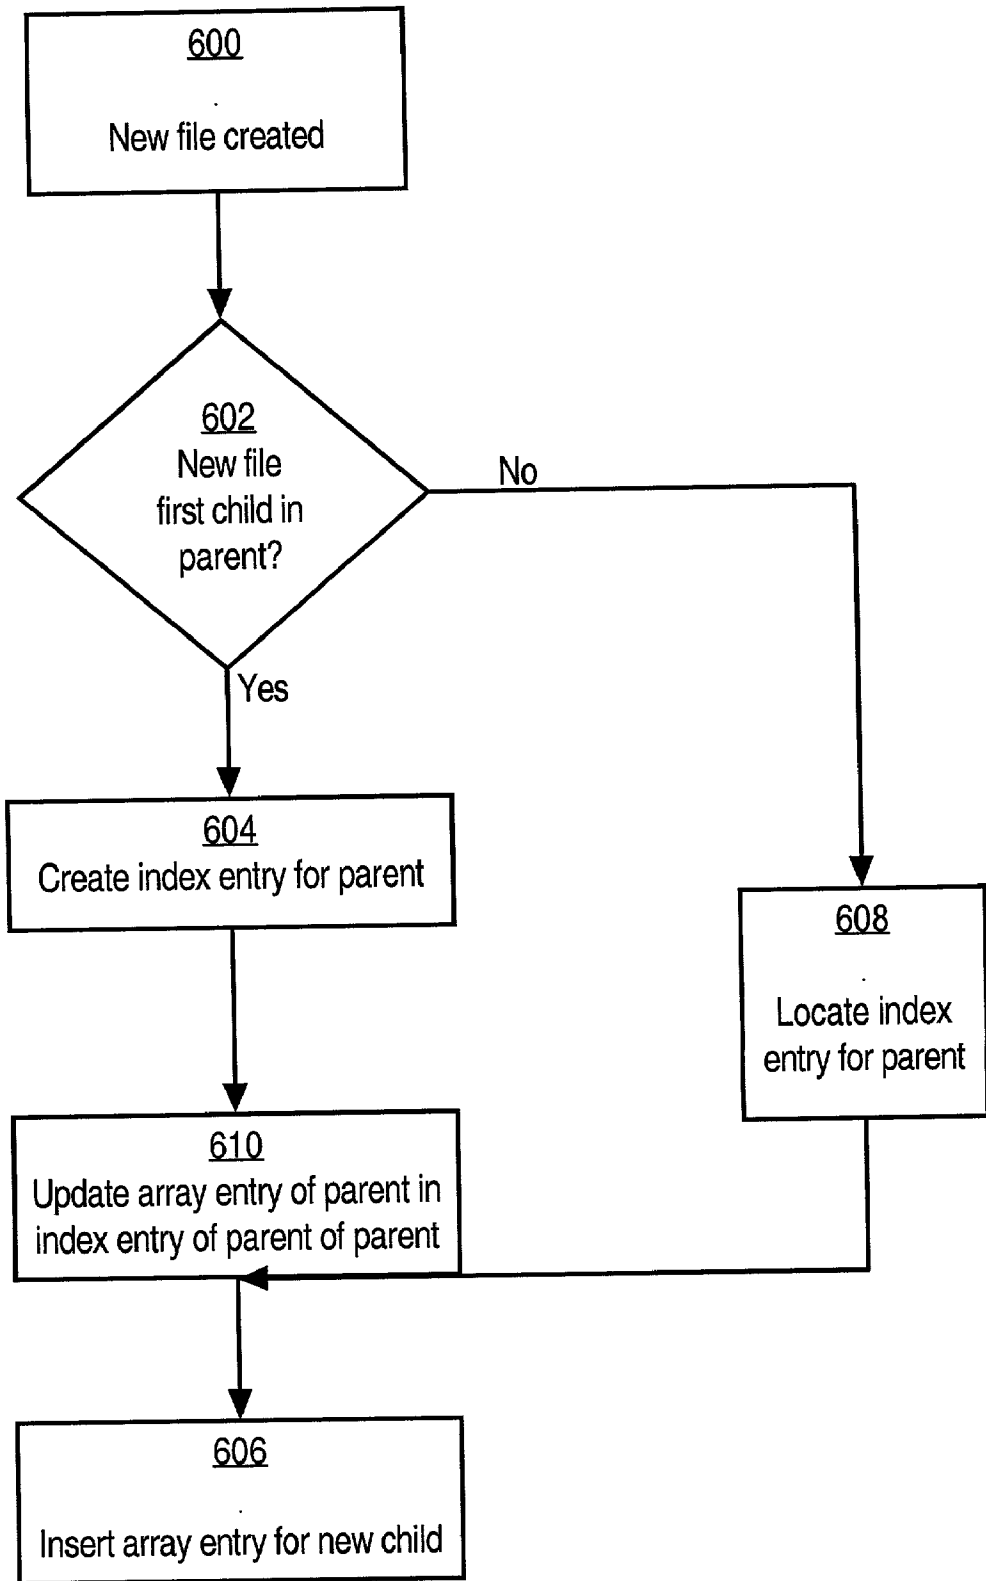 600
New file created
602
New file
first child in
parent?
No
Yes
604
Create index entry for parent
608
Locate index
entry for parent
610
Update array entry of parent in
index entry of parent of parent
606
Insert array entry for new child